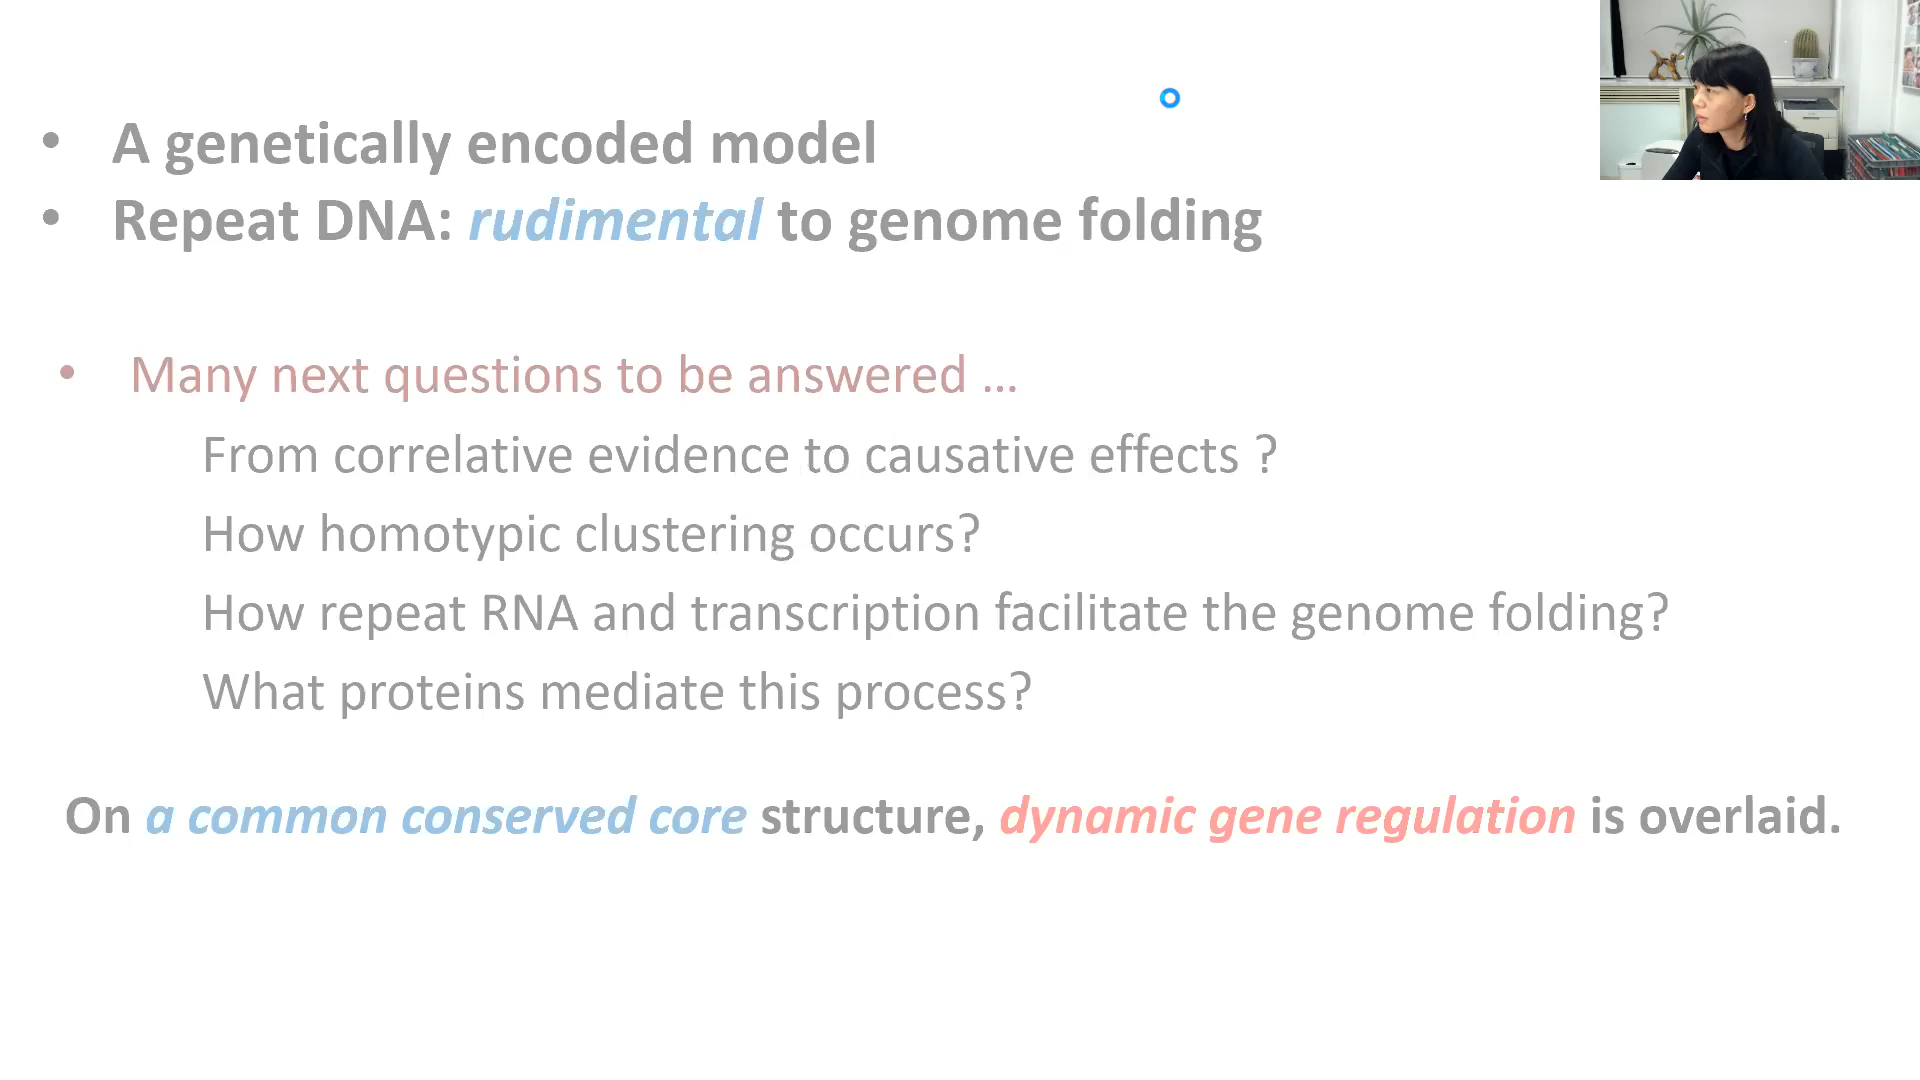 • A genetically encoded model
• Repeat DNA: rudimental to genome folding
• Many next questions to be answered ...
From correlative evidence to causative effects ?
How homotypic clustering occurs?
How repeat RNA and transcription facilitate the genome folding?
What proteins mediate this process?
On a common conserved core structure, dynamic gene regulation is overlaid.